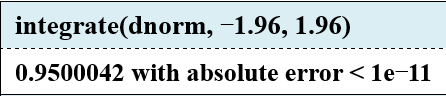 integrate(dnorm, −1.96, 1.96)
0.9500042 with absolute error < 1e−11